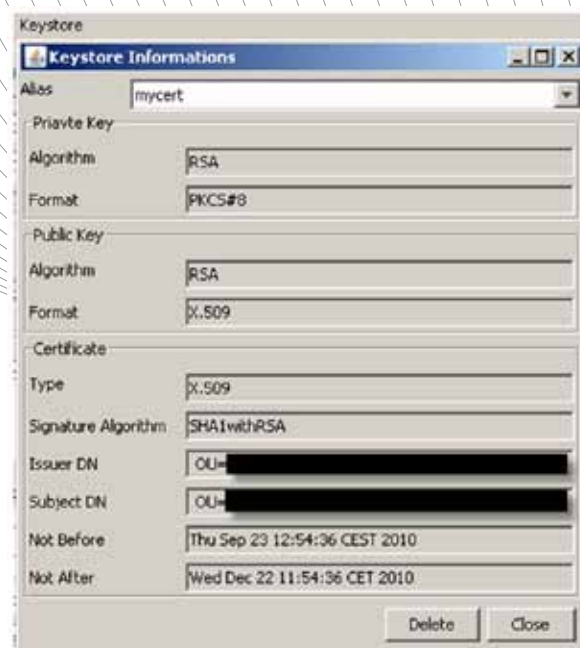 Keystore
Keystore Informations
Alias mycert
Priavte Key
Algorithm RSA
Format PKCS#8
Public Key
Algorithm RSA
Format X.509
Certificate
Type X.509
Signature Algorithm SHA1withRSA
Issuer DN OU=
Subject DN OU=
Not Before Thu Sep 23 12:54:36 CEST 2010
Not After Wed Dec 22 11:54:36 CET 2010
Delete Close